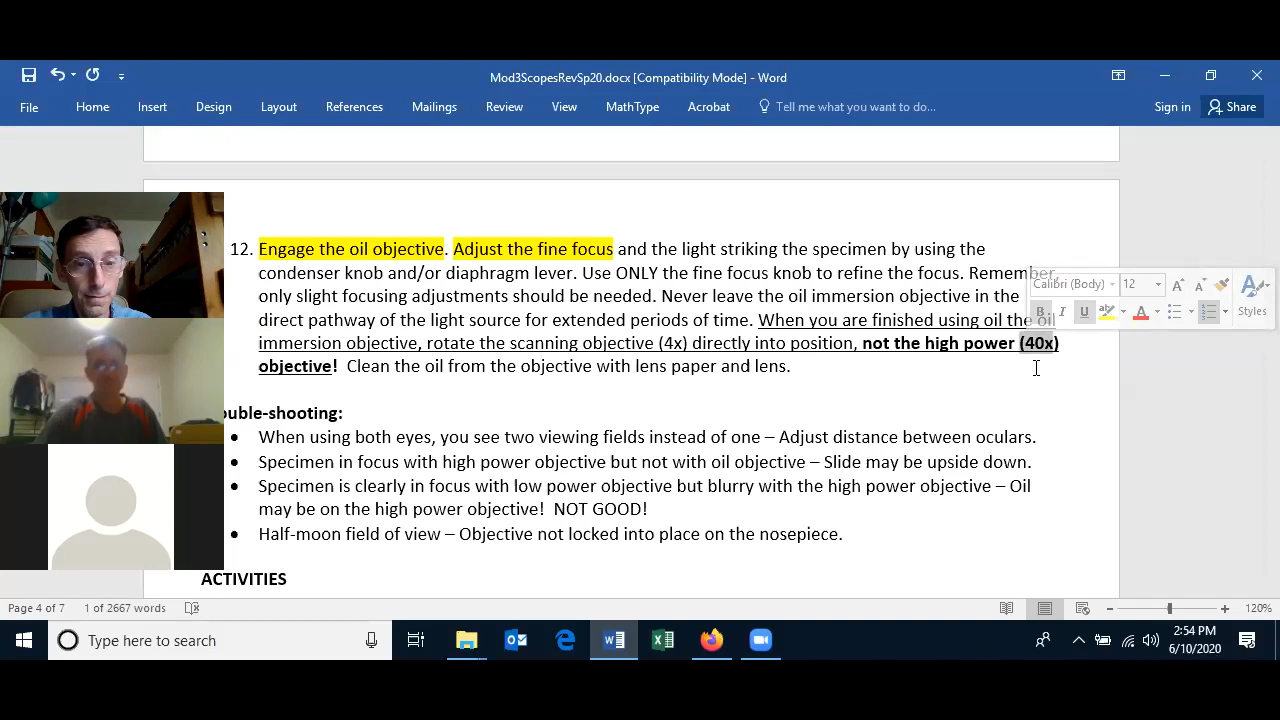 Mod3ScopesRevSp20.docx [Compatibility Mode] - Word
File Home Insert Design Layout References Mailings Review View MathType Acrobat Tell me what you want to do... Sign in Share
12. Engage the oil objective. Adjust the fine focus and the light striking the specimen by using the
condenser knob and/or diaphragm lever. Use ONLY the fine focus knob to refine the focus. Remember,
only slight focusing adjustments should be needed. Never leave the oil immersion objective in the
direct pathway of the light source for extended periods of time. When you are finished using oil the oil
immersion objective, rotate the scanning objective (4x) directly into position, not the high power (40x)
objective! Clean the oil from the objective with lens paper and lens.
Calibri (Body) 12
B I U A Styles
ouble-shooting:
• When using both eyes, you see two viewing fields instead of one – Adjust distance between oculars.
• Specimen in focus with high power objective but not with oil objective – Slide may be upside down.
• Specimen is clearly in focus with low power objective but blurry with the high power objective – Oil
may be on the high power objective! NOT GOOD!
• Half-moon field of view – Objective not locked into place on the nosepiece.
ACTIVITIES
Page 4 of 7 1 of 2667 words 120%
Type here to search
2:54 PM
6/10/2020